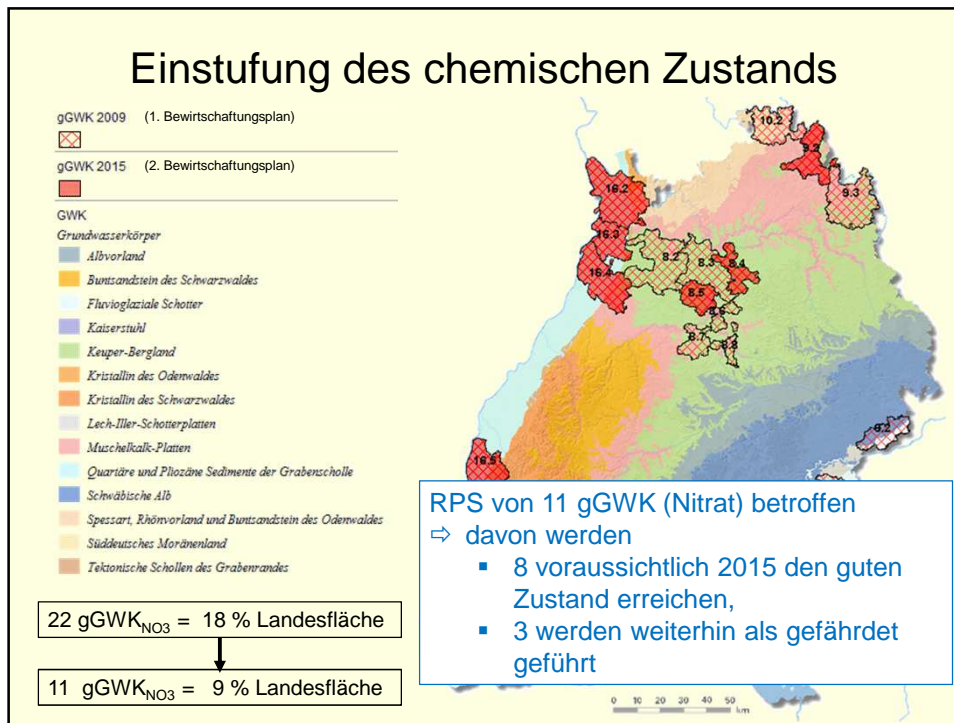 Einstufung des chemischen Zustands
gGWK 2009 (1. Bewirtschaftungsplan)
gGWK 2015 (2. Bewirtschaftungsplan)
GWK
Grundwasserkörper
Albvorland
Buntsandstein des Schwarzwaldes
Fluvioglaziale Schotter
Kaiserstuhl
Keuper-Bergland
Kristallin des Odenwaldes
Kristallin des Schwarzwaldes
Lech-Iller-Schotterplatten
Muschelkalk-Platten
Quartäre und Pliozäne Sedimente der Grabenscholle
Schwäbische Alb
Spessart, Rhönvorland und Buntsandstein des Odenwaldes
Süddeutsches Moränenland
Tektonische Schollen des Grabenrandes
22 gGWK NO3 = 18 % Landesfläche
11 gGWK NO3 = 9 % Landesfläche
10.2
9.2
9.3
16.2
16.3
16.4
8.2
8.3
8.4
8.5
8.6
8.7
8.8
16.5
6.2
RPS von 11 gGWK (Nitrat) betroffen
⇨ davon werden
▪ 8 voraussichtlich 2015 den guten
Zustand erreichen,
▪ 3 werden weiterhin als gefährdet
geführt
0 10 20 30 40 50
km